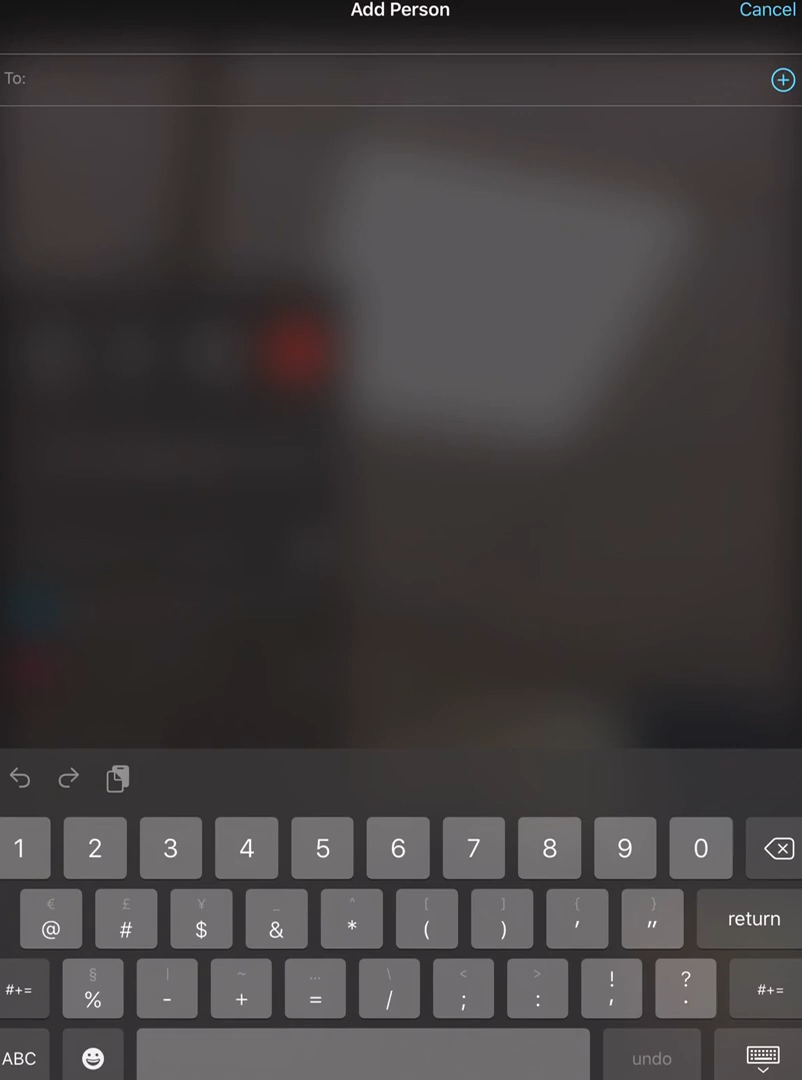 Add Person Cancel
To:
1 2 3 4 5 6 7 8 9 0
€ £ ¥ _ ^ [ ] { }
@ # $ & * ( ) ' " return
§ | ~ … \ < > ! ?
#+= % - + = / ; : , . #+=
ABC undo